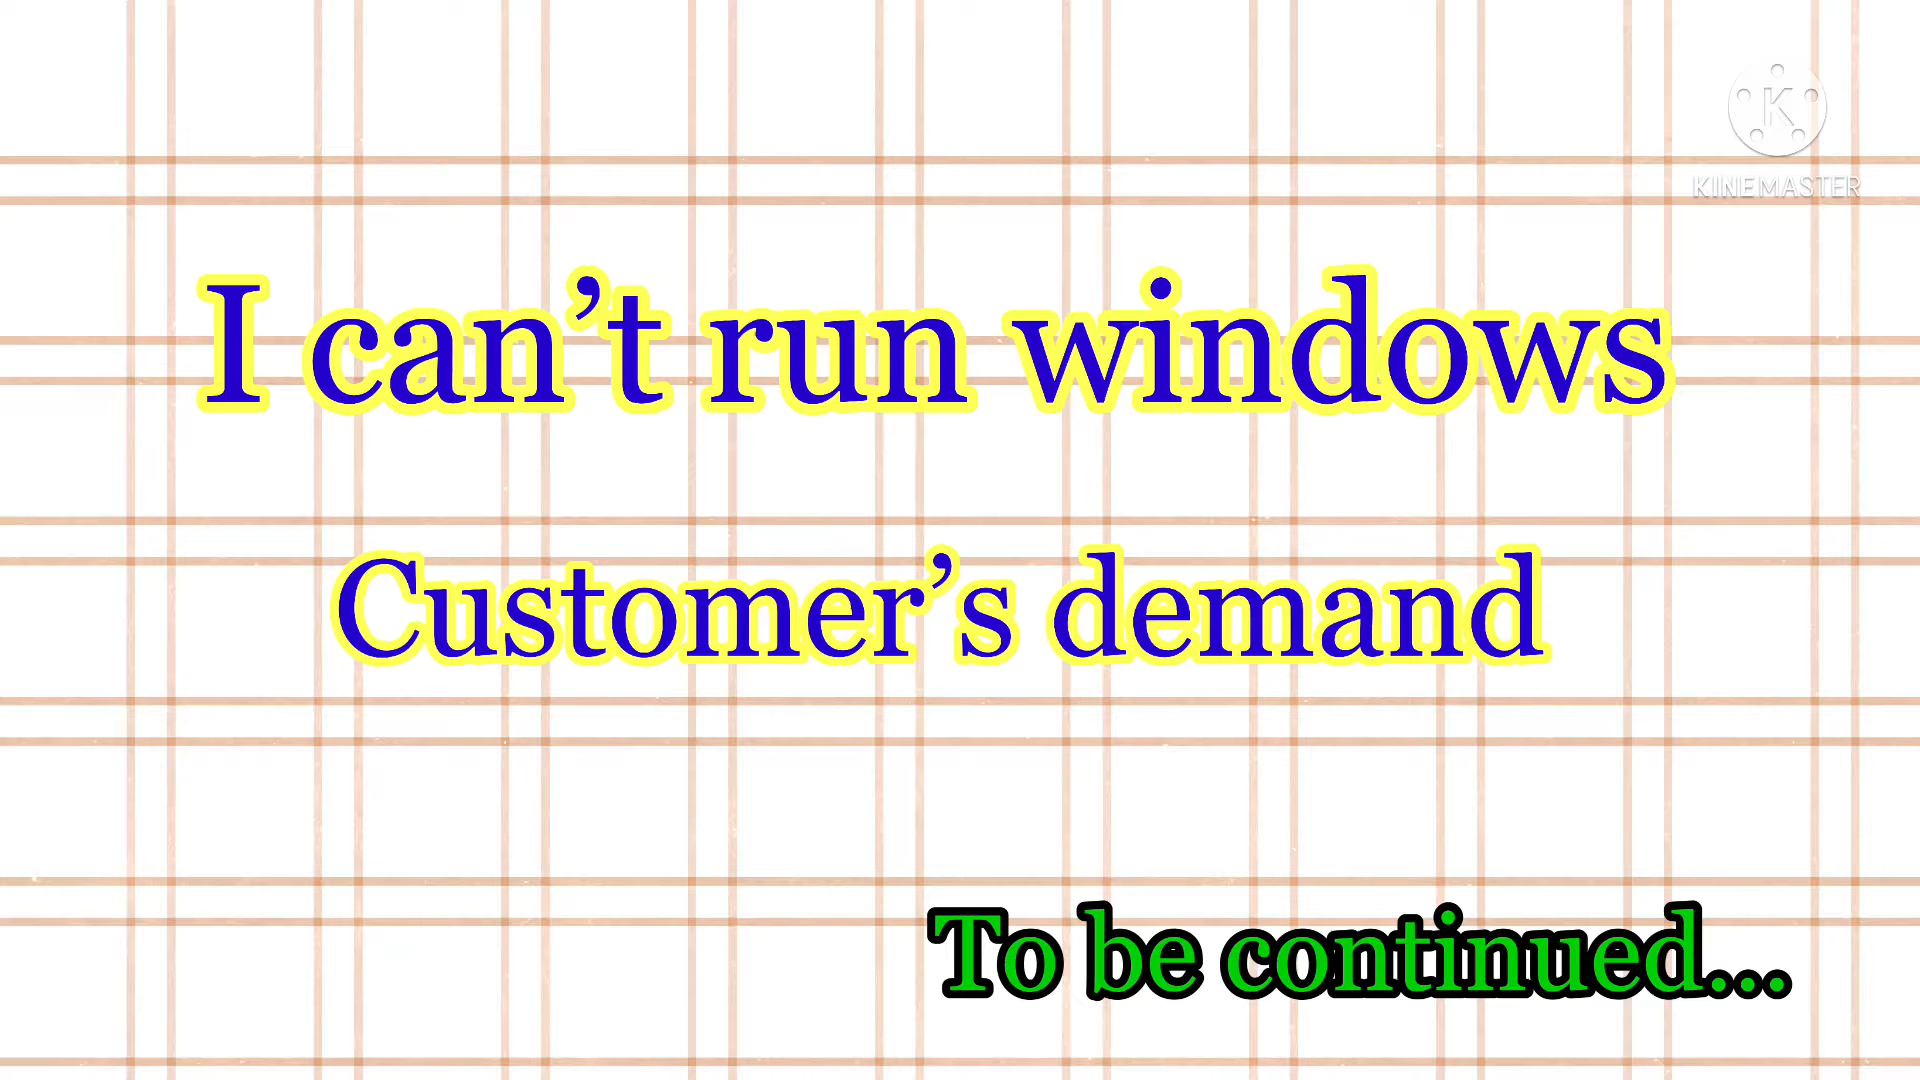 K
KINEMASTER
I can’t run windows
Customer’s demand
To be continued...